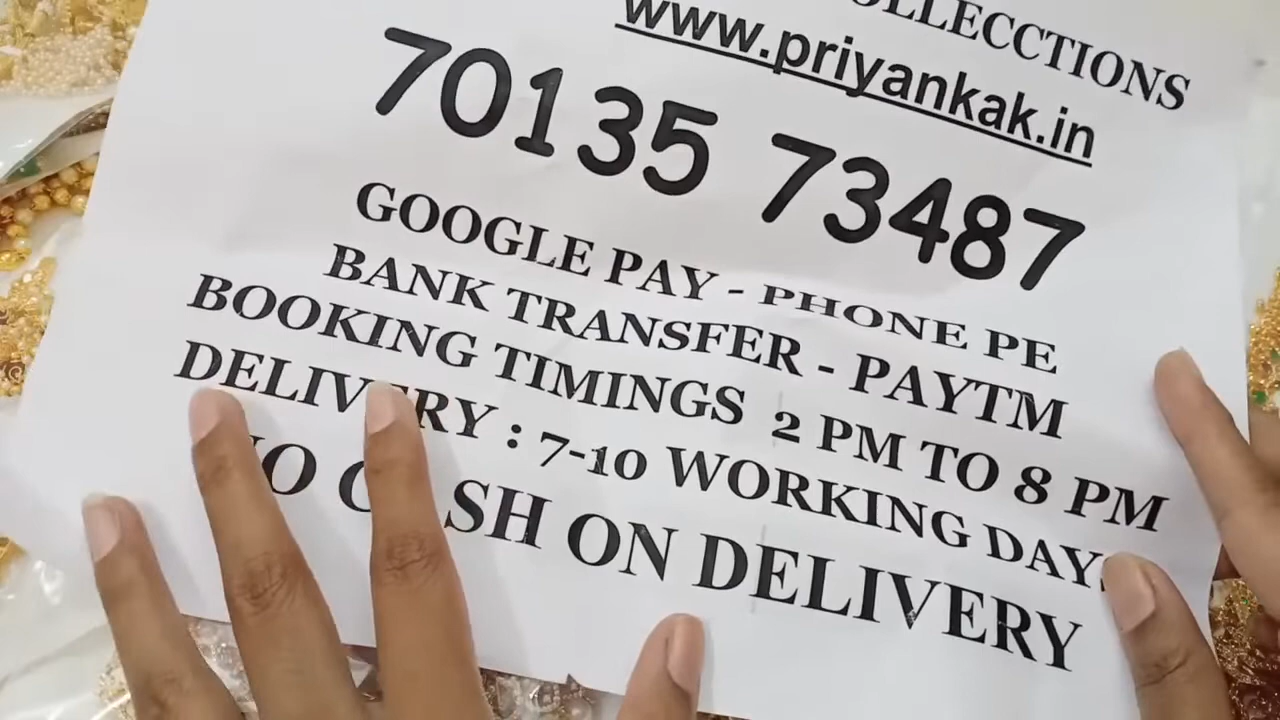 www.priyankak.in
70135 73487
GOOGLE PAY - PHONE PE
BANK TRANSFER - PAYTM
BOOKING TIMINGS 2 PM TO 8 PM
DELIVERY : 7-10 WORKING DAYS
ON DELIVERY